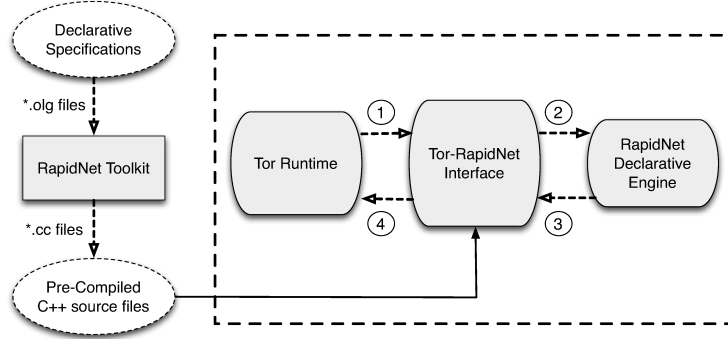 Declarative
Specifications
*.olg files
RapidNet Toolkit
*.cc files
Pre-Compiled
C++ source files
Tor Runtime
1
Tor-RapidNet
Interface
2
RapidNet
Declarative
Engine
3
4